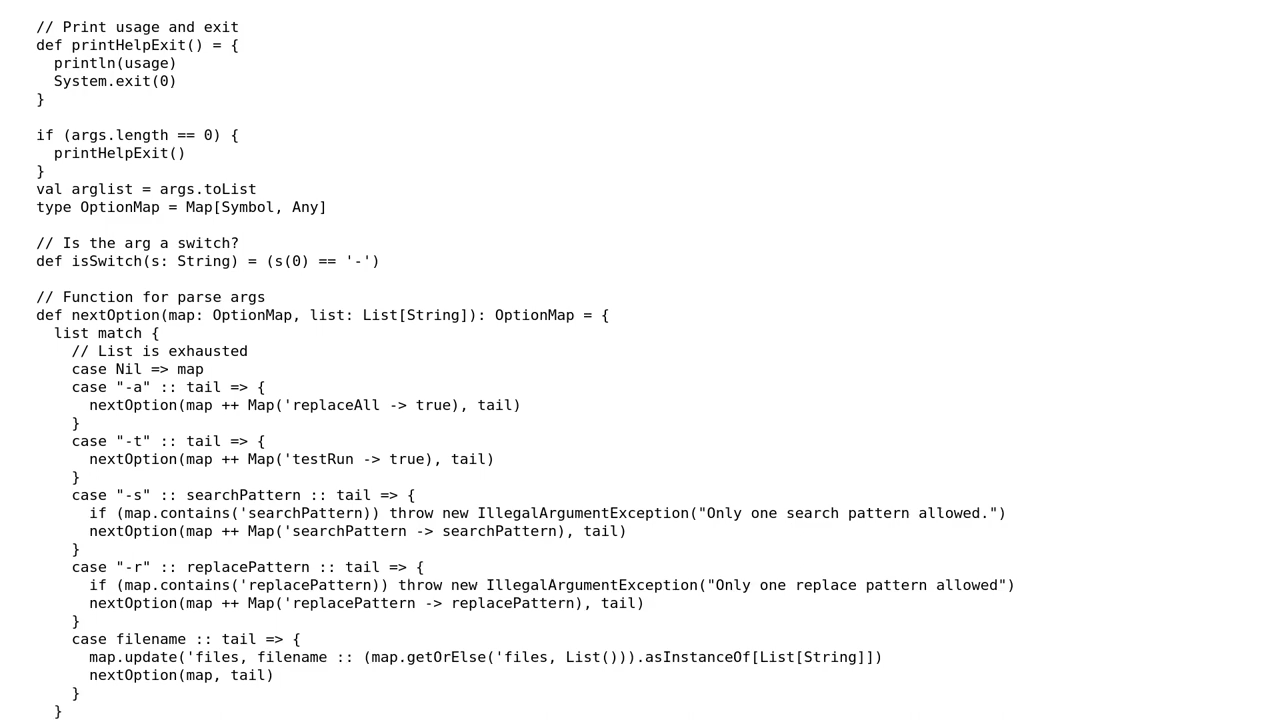 // Print usage and exit
def printHelpExit() = {
  println(usage)
  System.exit(0)
}

if (args.length == 0) {
  printHelpExit()
}
val arglist = args.toList
type OptionMap = Map[Symbol, Any]

// Is the arg a switch?
def isSwitch(s: String) = (s(0) == '-')

// Function for parse args
def nextOption(map: OptionMap, list: List[String]): OptionMap = {
  list match {
    // List is exhausted
    case Nil => map
    case "-a" :: tail => {
      nextOption(map ++ Map('replaceAll -> true), tail)
    }
    case "-t" :: tail => {
      nextOption(map ++ Map('testRun -> true), tail)
    }
    case "-s" :: searchPattern :: tail => {
      if (map.contains('searchPattern)) throw new IllegalArgumentException("Only one search pattern allowed.")
      nextOption(map ++ Map('searchPattern -> searchPattern), tail)
    }
    case "-r" :: replacePattern :: tail => {
      if (map.contains('replacePattern)) throw new IllegalArgumentException("Only one replace pattern allowed")
      nextOption(map ++ Map('replacePattern -> replacePattern), tail)
    }
    case filename :: tail => {
      map.update('files, filename :: (map.getOrElse('files, List())).asInstanceOf[List[String]])
      nextOption(map, tail)
    }
  }